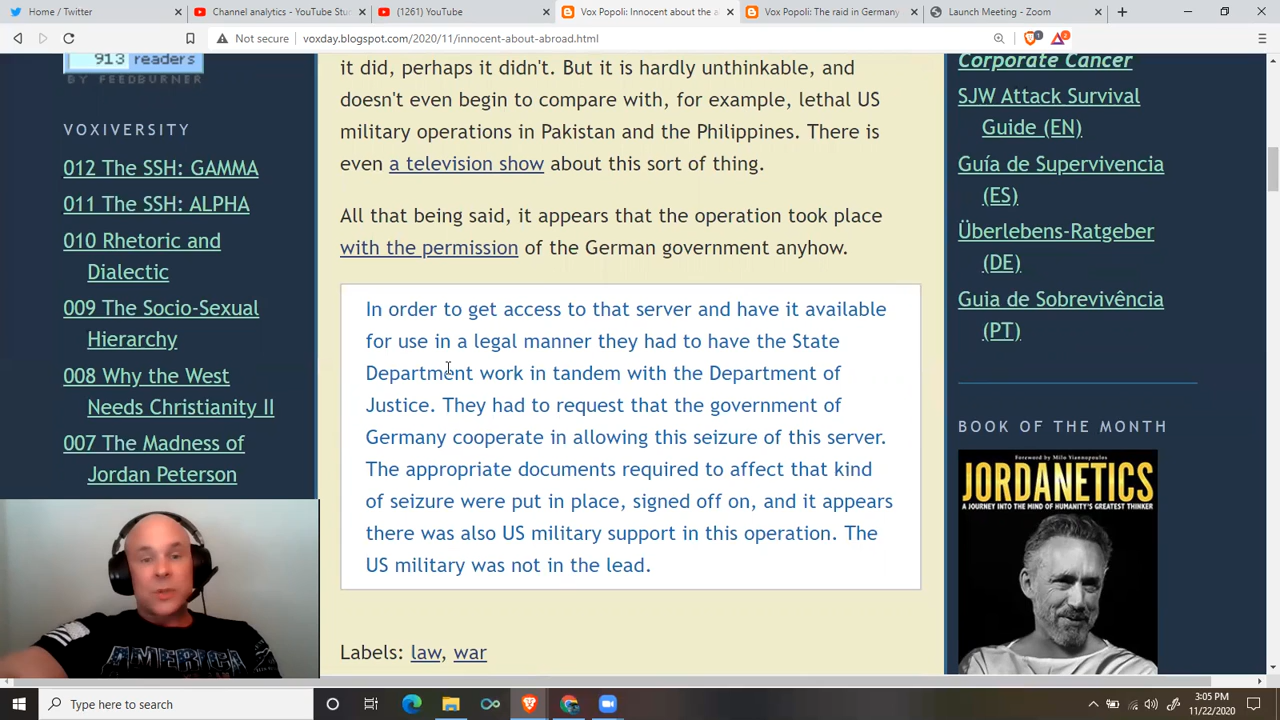 Home / Twitter
Channel analytics - YouTube Stu
(1261) YouTube
Vox Popoli: Innocent about the a
Vox Popoli: The raid in Germany
Launch Meeting - Zoom
Not secure
voxday.blogspot.com/2020/11/innocent-about-abroad.html
1
2
913 readers
BY FEEDBURNER
VOXIVERSITY
012 The SSH: GAMMA
011 The SSH: ALPHA
010 Rhetoric and
Dialectic
009 The Socio-Sexual
Hierarchy
008 Why the West
Needs Christianity II
007 The Madness of
Jordan Peterson
it did, perhaps it didn't. But it is hardly unthinkable, and
doesn't even begin to compare with, for example, lethal US
military operations in Pakistan and the Philippines. There is
even a television show about this sort of thing.
All that being said, it appears that the operation took place
with the permission of the German government anyhow.
In order to get access to that server and have it available
for use in a legal manner they had to have the State
Department work in tandem with the Department of
Justice. They had to request that the government of
Germany cooperate in allowing this seizure of this server.
The appropriate documents required to affect that kind
of seizure were put in place, signed off on, and it appears
there was also US military support in this operation. The
US military was not in the lead.
Labels: law, war
Corporate Cancer
SJW Attack Survival
Guide (EN)
Guía de Supervivencia
(ES)
Überlebens-Ratgeber
(DE)
Guia de Sobrevivência
(PT)
BOOK OF THE MONTH
Foreword by Milo Yiannopoulos
JORDANETICS
A JOURNEY INTO THE MIND OF HUMANITY'S GREATEST THINKER
AMERICA
Type here to search
3:05 PM
11/22/2020